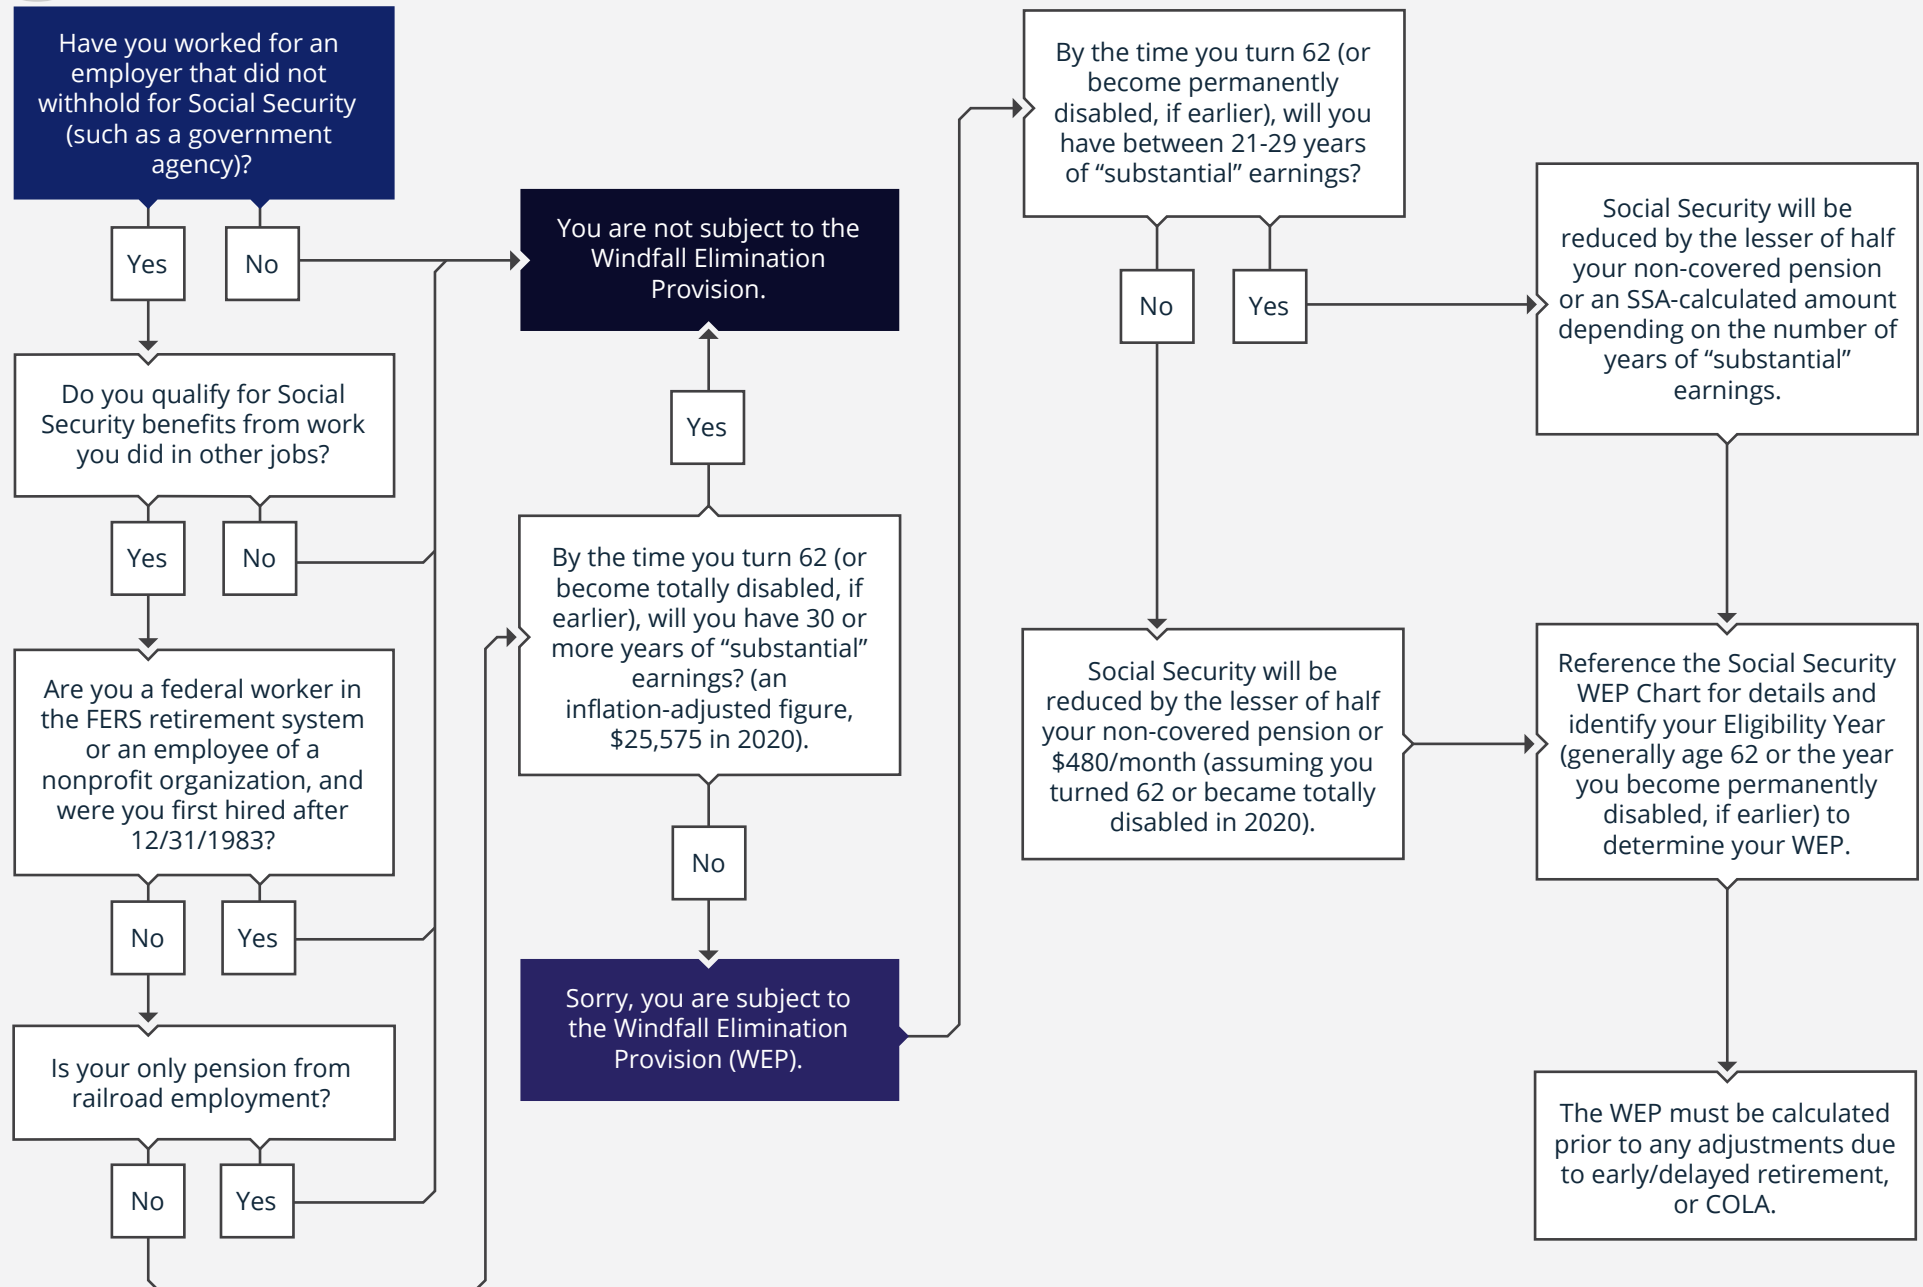 Have you worked for an
employer that did not
withhold for Social Security
(such as a government
agency)?
Yes
No
Do you qualify for Social
Security benefits from work
you did in other jobs?
Yes
No
Are you a federal worker in
the FERS retirement system
or an employee of a
nonprofit organization, and
were you first hired after
12/31/1983?
No
Yes
Is your only pension from
railroad employment?
No
Yes
You are not subject to the
Windfall Elimination
Provision.
Yes
By the time you turn 62 (or
become totally disabled, if
earlier), will you have 30 or
more years of “substantial”
earnings? (an
inflation-adjusted figure,
$25,575 in 2020).
No
Sorry, you are subject to
the Windfall Elimination
Provision (WEP).
By the time you turn 62 (or
become permanently
disabled, if earlier), will you
have between 21-29 years
of “substantial” earnings?
No
Yes
Social Security will be
reduced by the lesser of half
your non-covered pension or
$480/month (assuming you
turned 62 or became totally
disabled in 2020).
Social Security will be
reduced by the lesser of half
your non-covered pension
or an SSA-calculated amount
depending on the number of
years of “substantial”
earnings.
Reference the Social Security
WEP Chart for details and
identify your Eligibility Year
(generally age 62 or the year
you become permanently
disabled, if earlier) to
determine your WEP.
The WEP must be calculated
prior to any adjustments due
to early/delayed retirement,
or COLA.